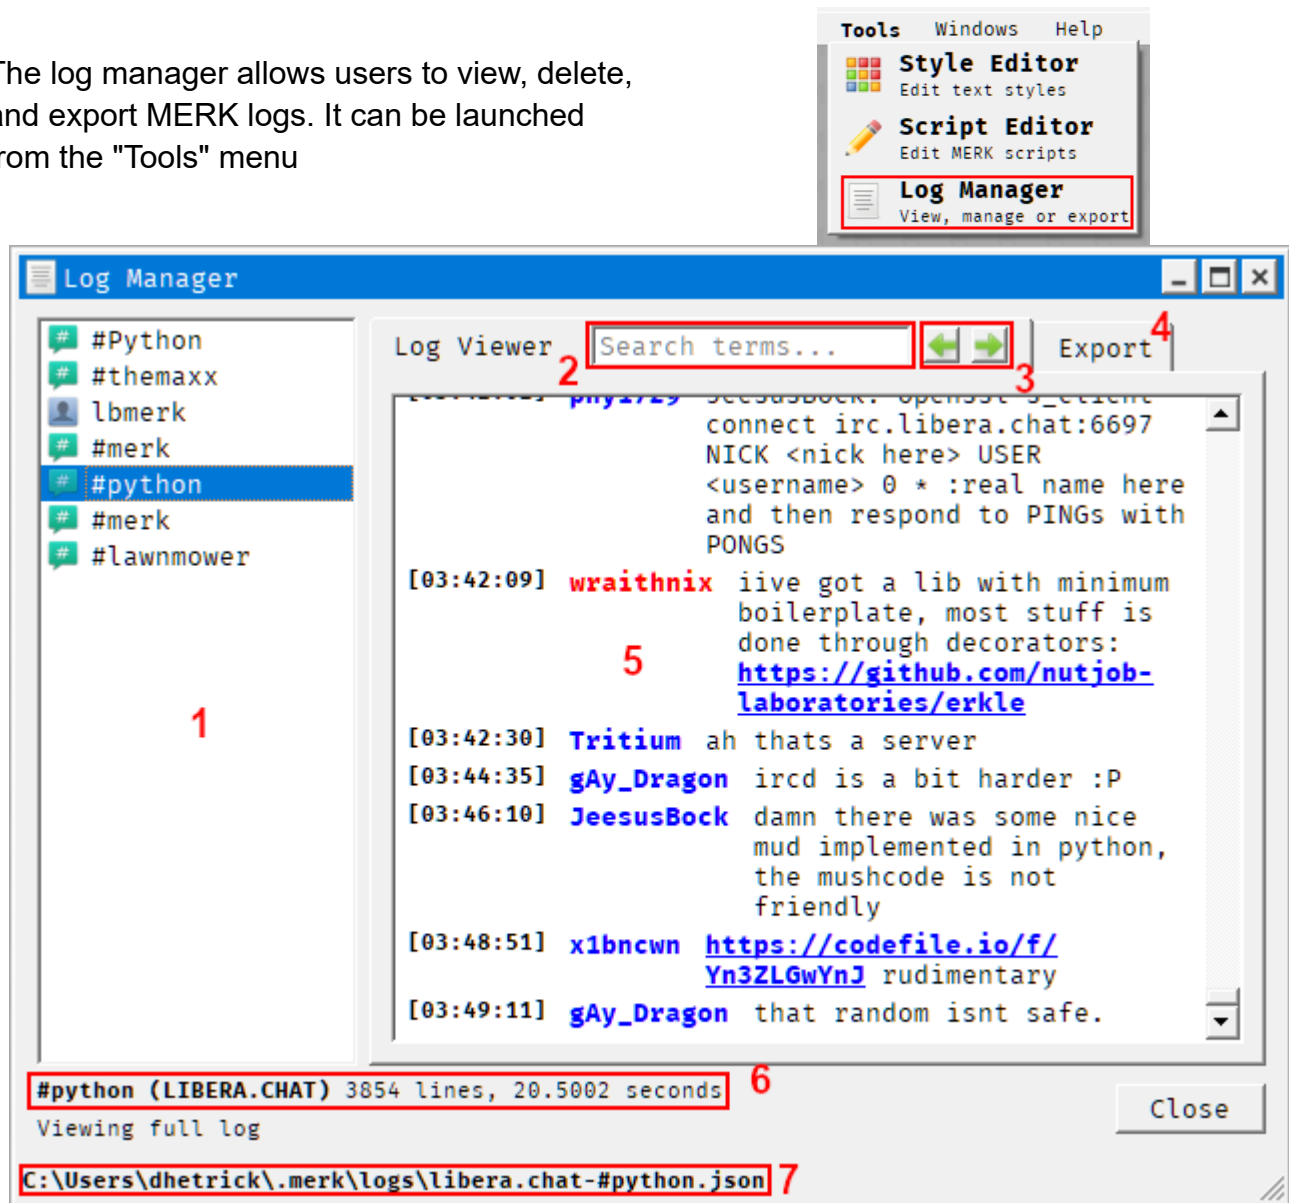 Tools Windows Help
The log manager allows users to view, delete,
and export MERK logs. It can be launched
from the "Tools" menu
Style Editor
Edit text styles
Script Editor
Edit MERK scripts
Log Manager
View, manage or export
Log Manager
#Python
#themaxx
lbmerk
#merk
#python
#merk
#lawnmower
1
Log Viewer
2
Search terms...
3
Export
4
connect irc.libera.chat:6697
NICK <nick here> USER
<username> 0 * :real name here
and then respond to PINGs with
PONGS
[03:42:09] wraithnix iive got a lib with minimum
boilerplate, most stuff is
done through decorators:
5
https://github.com/nutjob-
laboratories/erkle
[03:42:30] Tritium ah thats a server
[03:44:35] gAy_Dragon ircd is a bit harder :P
[03:46:10] JeesusBock damn there was some nice
mud implemented in python,
the mushcode is not
friendly
[03:48:51] x1bncwn https://codefile.io/f/
Yn3ZLGwYnJ rudimentary
[03:49:11] gAy_Dragon that random isnt safe.
#python (LIBERA.CHAT) 3854 lines, 20.5002 seconds
6
Viewing full log
Close
C:\Users\dhetrick\.merk\logs\libera.chat-#python.json
7